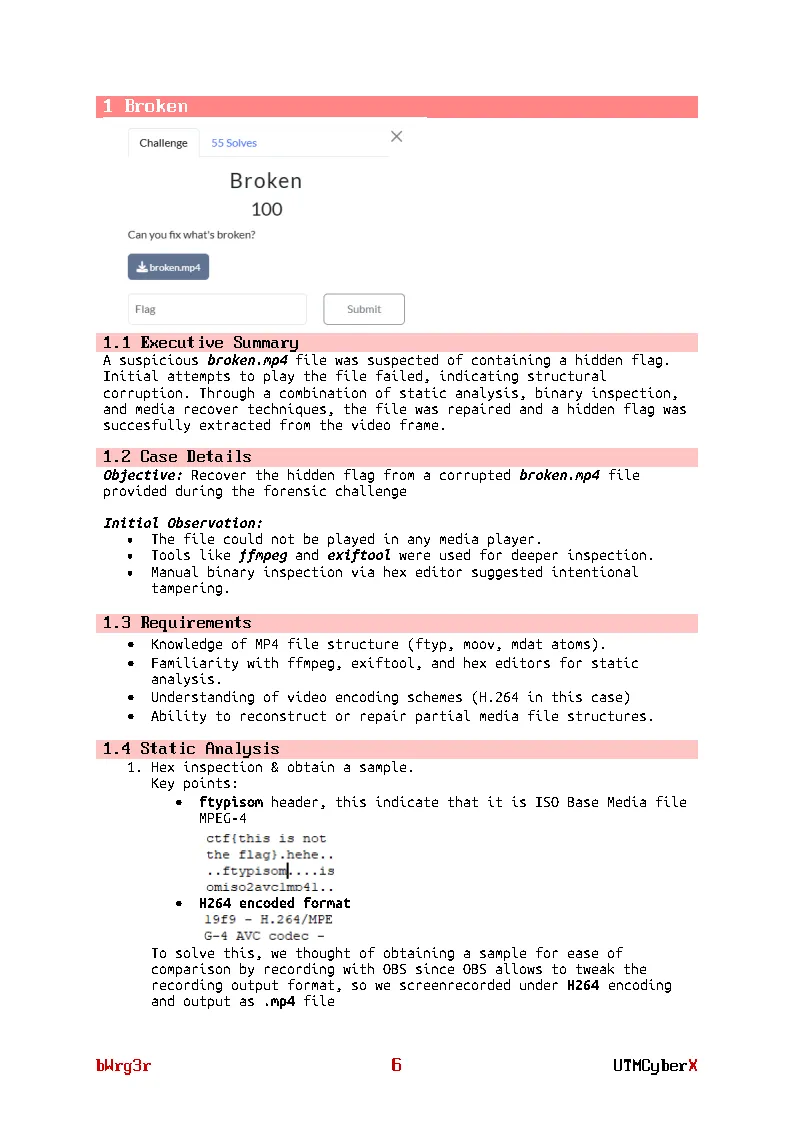 1 Broken
Challenge
55 Solves
Broken
100
Can you fix what's broken?
broken.mp4
Flag
Submit
1.1 Executive Summary
A suspicious broken.mp4 file was suspected of containing a hidden flag.
Initial attempts to play the file failed, indicating structural
corruption. Through a combination of static analysis, binary inspection,
and media recover techniques, the file was repaired and a hidden flag was
succesfully extracted from the video frame.
1.2 Case Details
Objective: Recover the hidden flag from a corrupted broken.mp4 file
provided during the forensic challenge
Initial Observation:
• The file could not be played in any media player.
• Tools like ffmpeg and exiftool were used for deeper inspection.
• Manual binary inspection via hex editor suggested intentional
tampering.
1.3 Requirements
• Knowledge of MP4 file structure (ftyp, moov, mdat atoms).
• Familiarity with ffmpeg, exiftool, and hex editors for static
analysis.
• Understanding of video encoding schemes (H.264 in this case)
• Ability to reconstruct or repair partial media file structures.
1.4 Static Analysis
1. Hex inspection & obtain a sample.
Key points:
• ftypisom header, this indicate that it is ISO Base Media file
MPEG-4
ctf{this is not
the flag}.hehe..
..ftypisom....is
omiso2avc1mp41..
• H264 encoded format
19f9 - H.264/MPE
G-4 AVC codec -
To solve this, we thought of obtaining a sample for ease of
comparison by recording with OBS since OBS allows to tweak the
recording output format, so we screenrecorded under H264 encoding
and output as .mp4 file
bWrg3r
6
UTMCyberX